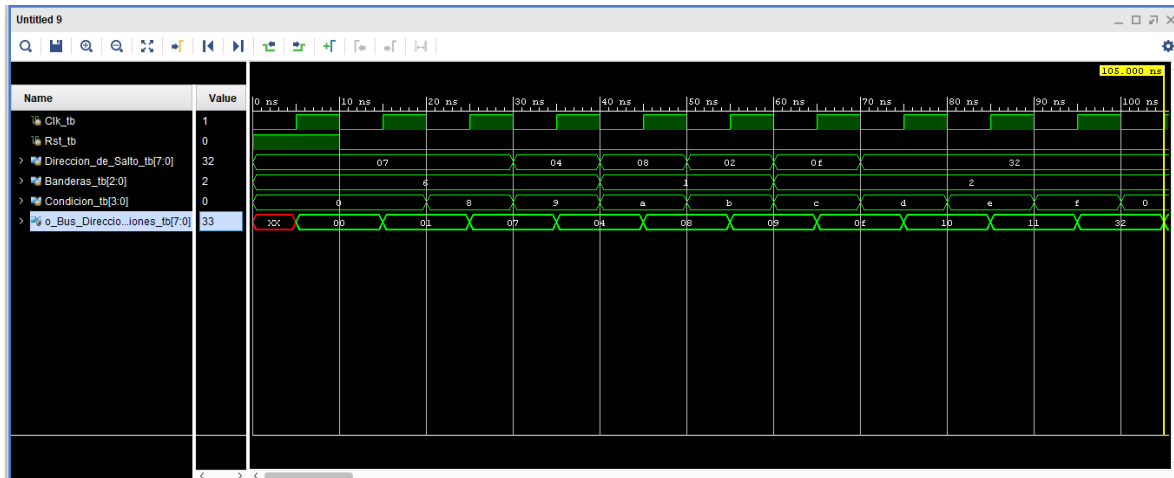 Untitled 9
105.000 ns
Name Value 0 ns 10 ns 20 ns 30 ns 40 ns 50 ns 60 ns 70 ns 80 ns 90 ns 100 ns
Clk_tb 1
Rst_tb 0
Direccion_de_Salto_tb[7:0] 32 07 04 08 02 0f 32
Banderas_tb[2:0] 2 6 1 2
Condicion_tb[3:0] 0 0 8 9 a b c d e f 0
o_Bus_Direccio...iones_tb[7:0] 33 XX 00 01 07 04 08 09 0f 10 11 32